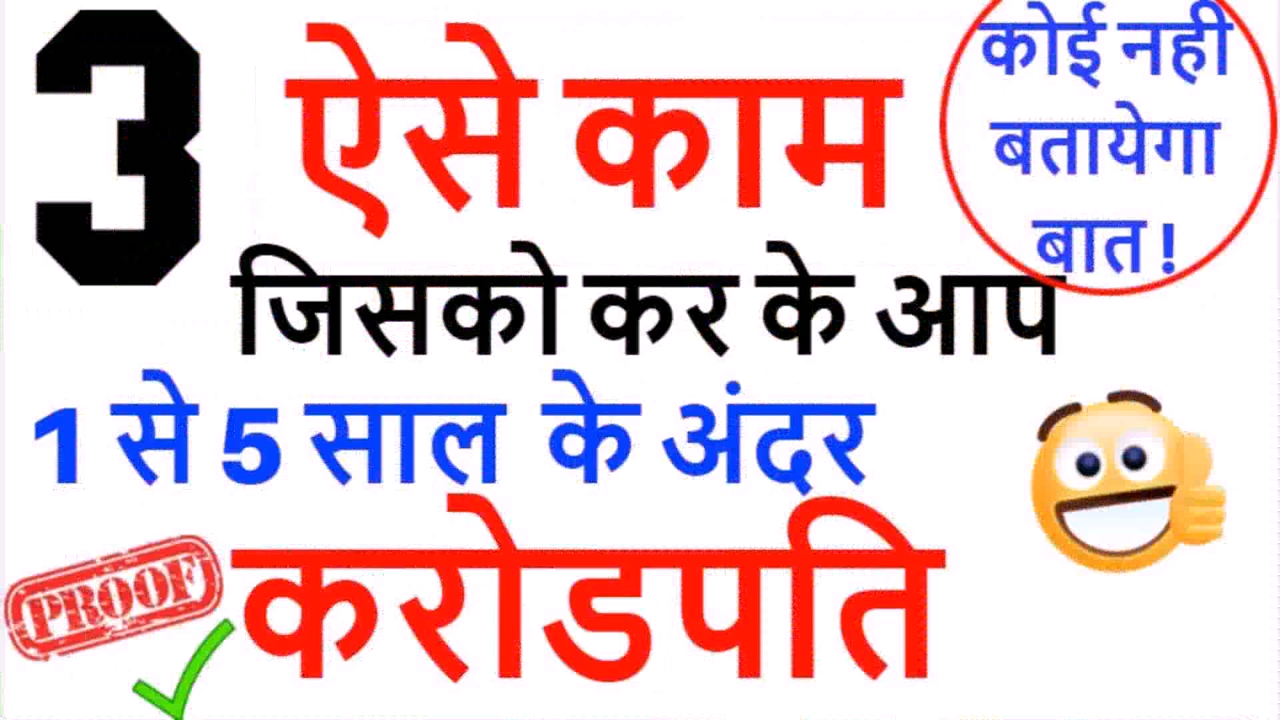 3 ऐसे काम
कोई नही
बतायेगा
बात !
जिसको कर के आप
1 से 5 साल के अंदर
PROOF
करोडपति